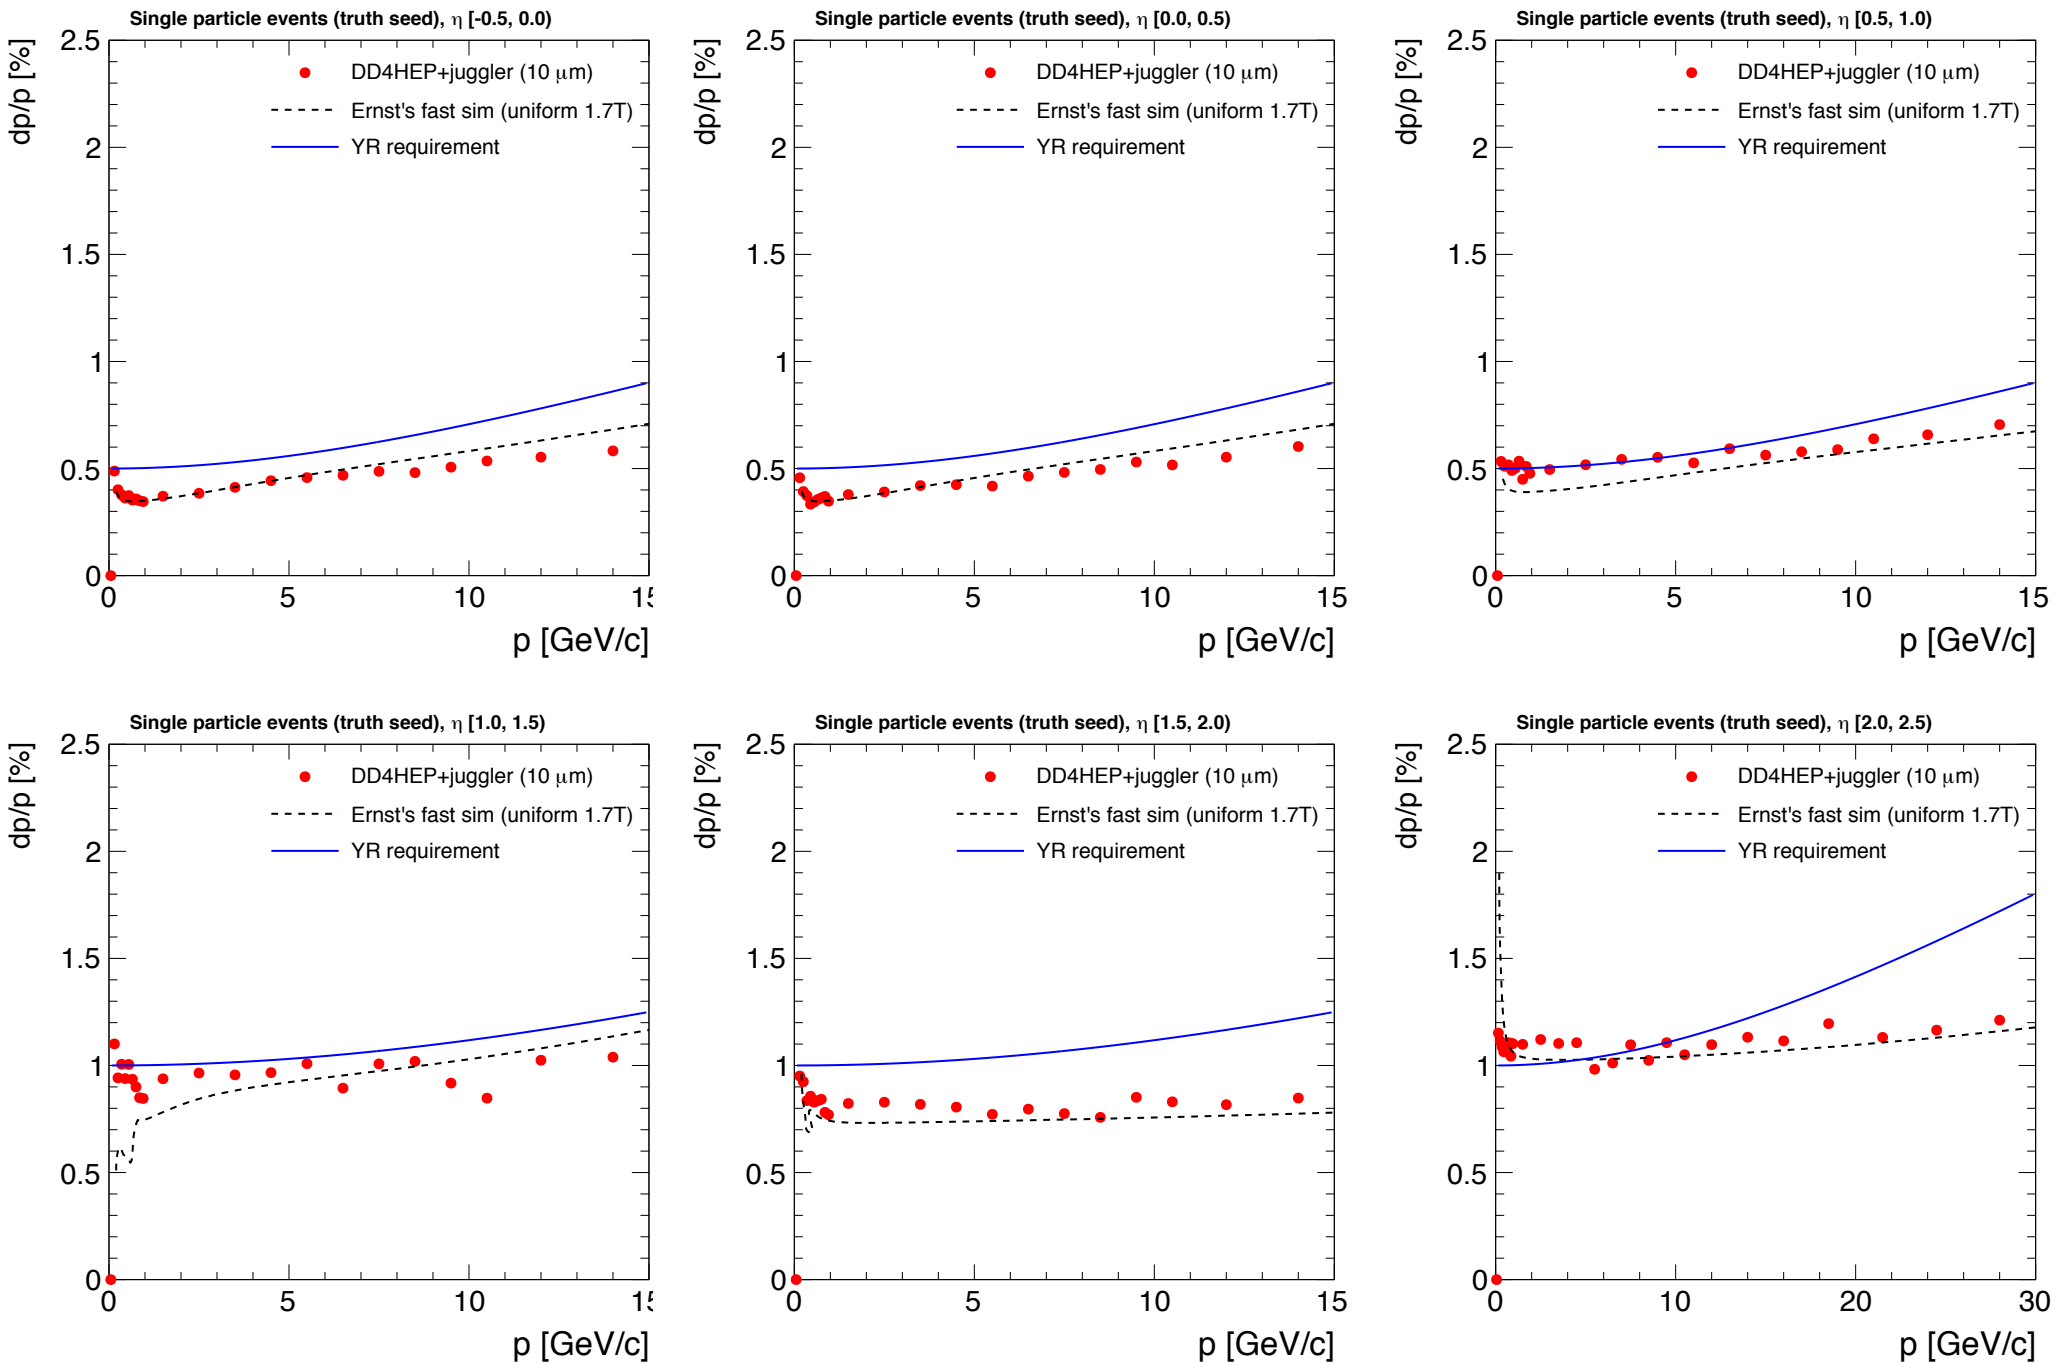 Single particle events (truth seed), η [-0.5, 0.0)
dp/p [%]
2.5
2
1.5
1
0.5
0
DD4HEP+juggler (10 μm)
Ernst's fast sim (uniform 1.7T)
YR requirement
0 5 10 15
p [GeV/c]
Single particle events (truth seed), η [0.0, 0.5)
dp/p [%]
2.5
2
1.5
1
0.5
0
DD4HEP+juggler (10 μm)
Ernst's fast sim (uniform 1.7T)
YR requirement
0 5 10 15
p [GeV/c]
Single particle events (truth seed), η [0.5, 1.0)
dp/p [%]
2.5
2
1.5
1
0.5
0
DD4HEP+juggler (10 μm)
Ernst's fast sim (uniform 1.7T)
YR requirement
0 5 10 15
p [GeV/c]
Single particle events (truth seed), η [1.0, 1.5)
dp/p [%]
2.5
2
1.5
1
0.5
0
DD4HEP+juggler (10 μm)
Ernst's fast sim (uniform 1.7T)
YR requirement
0 5 10 15
p [GeV/c]
Single particle events (truth seed), η [1.5, 2.0)
dp/p [%]
2.5
2
1.5
1
0.5
0
DD4HEP+juggler (10 μm)
Ernst's fast sim (uniform 1.7T)
YR requirement
0 5 10 15
p [GeV/c]
Single particle events (truth seed), η [2.0, 2.5)
dp/p [%]
2.5
2
1.5
1
0.5
0
DD4HEP+juggler (10 μm)
Ernst's fast sim (uniform 1.7T)
YR requirement
0 10 20 30
p [GeV/c]